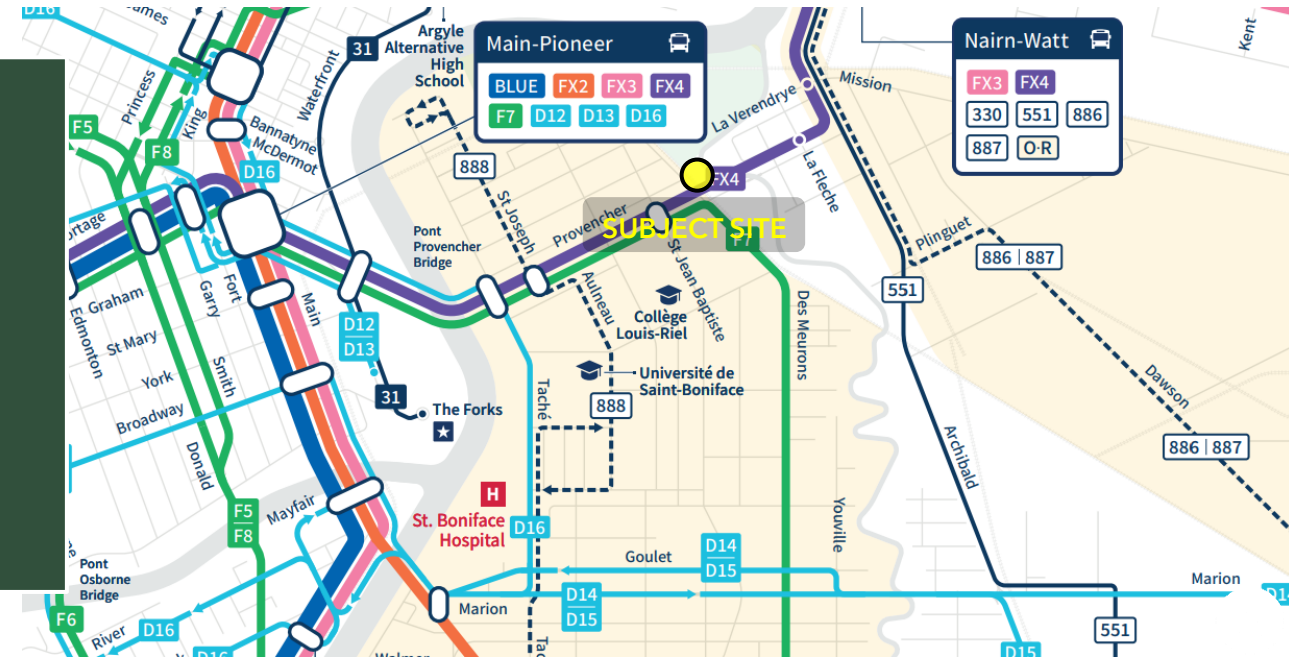 D16
James
Princess
King
Waterfront
31
Argyle
Alternative
High
School
Main-Pioneer
BLUE FX2 FX3 FX4
F7 D12 D13 D16
Mission
La Verendrye
Nairn-Watt
FX3 FX4
330 551 886
887 O·R
Kent
F5
F8
Bannatyne
McDermot
D16
888
St Joseph
Provencher
FX4
SUBJECT SITE
F7
La Fleche
Plinguet
886 | 887
551
Pont
Provencher
Bridge
Graham
Edmonton
St Mary
York
Broadway
Garry
Fort
Main
Smith
Donald
D12
D13
31
The Forks
Aulneau
St Jean Baptiste
Collège
Louis-Riel
Université de
Saint-Boniface
888
Taché
Des Meurons
Dawson
886 | 887
Archibald
F5
F8
Mayfair
H
St. Boniface
Hospital
D16
Goulet
D14
D15
Youville
Pont
Osborne
Bridge
F6
River
D16
D16
Marion
D14
D15
Marion
551
D15